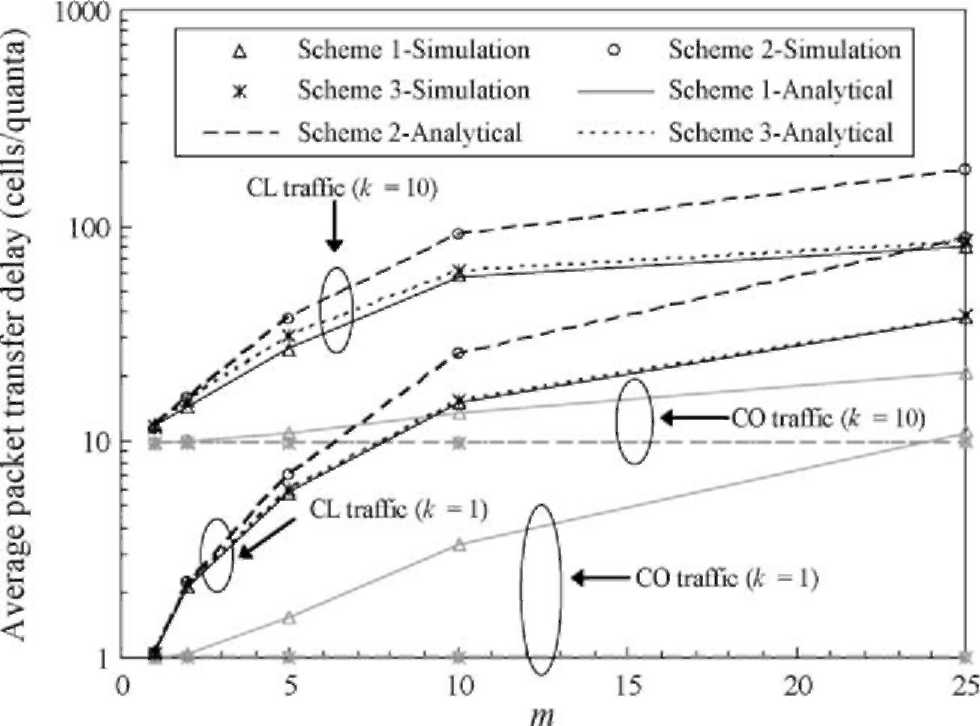 1000
Scheme 1-Simulation
Scheme 2-Simulation
Scheme 3-Simulation
Scheme 1-Analytical
Scheme 2-Analytical
Scheme 3-Analytical
Average packet transfer delay (cells/quanta)
CL traffic (k = 10)
100
CO traffic (k = 10)
10
CL traffic (k = 1)
CO traffic (k = 1)
1
0
5
10
15
20
25
m